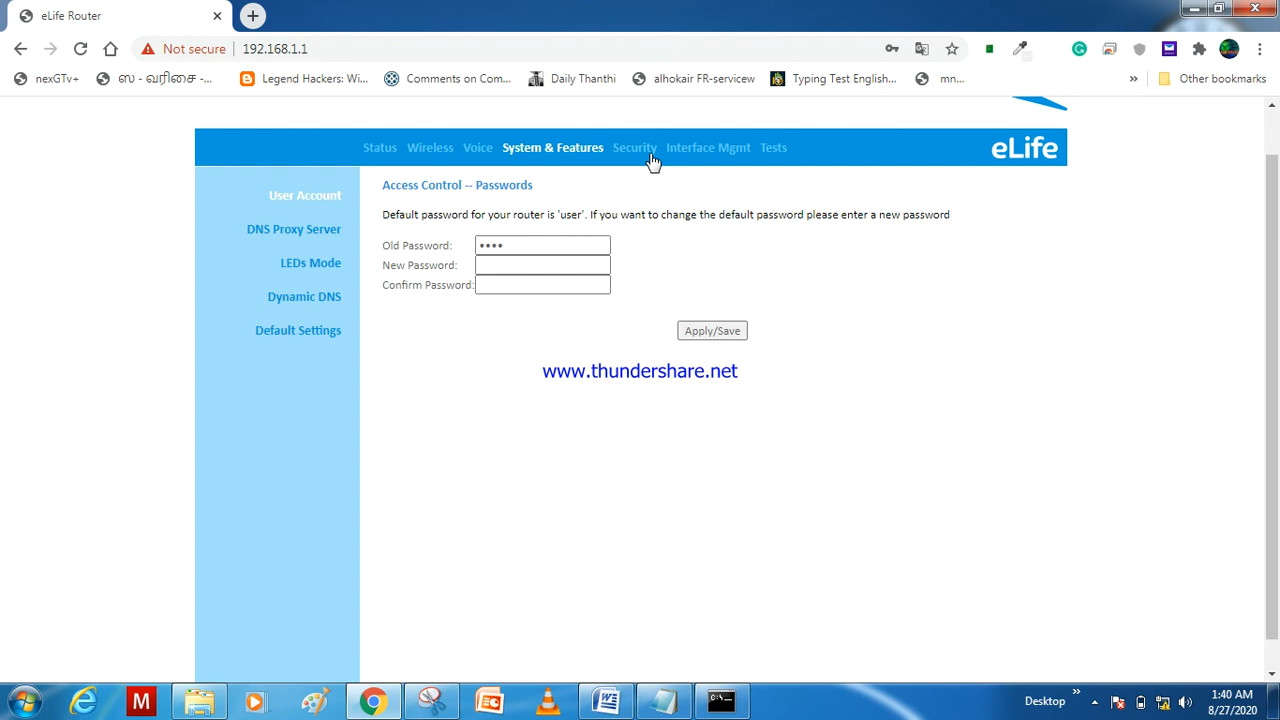 eLife Router
Not secure
192.168.1.1
nexGTv+
ஸ - வரிசை -...
Legend Hackers: Wi...
Comments on Com...
Daily Thanthi
alhokair FR-servicew
Typing Test English...
mn...
»
Other bookmarks
Status Wireless Voice System & Features Security Interface Mgmt Tests
eLife
User Account
DNS Proxy Server
LEDs Mode
Dynamic DNS
Default Settings
Access Control -- Passwords
Default password for your router is 'user'. If you want to change the default password please enter a new password
Old Password: ••••
New Password:
Confirm Password:
Apply/Save
www.thundershare.net
M
Desktop »
1:40 AM
8/27/2020